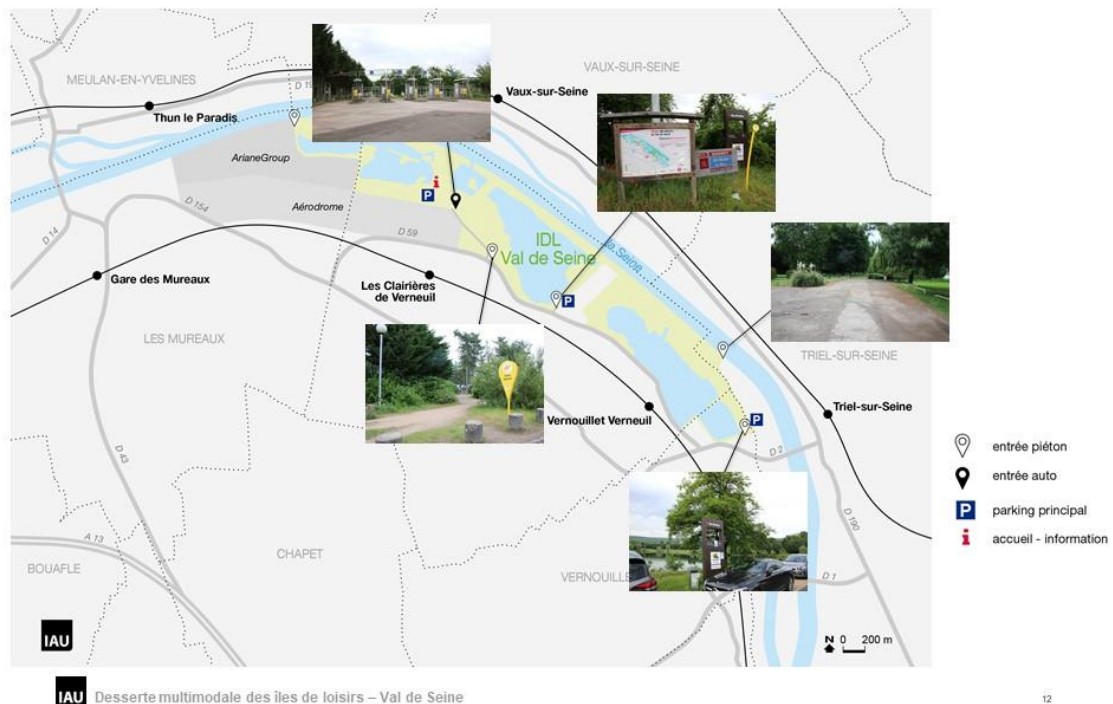 MEULAN-EN-YVELINES
D 19
VAUX-SUR-SEINE
Thun le Paradis
Vaux-sur-Seine
ArianeGroup
i
P
Aérodrome
D 154
D 59
IDL
Val de Seine
la Seine
D 14
Gare des Mureaux
Les Clairières
de Verneuil
P
LES MUREAUX
TRIEL-SUR-SEINE
Vernouillet Verneuil
P
Triel-sur-Seine
D 2
D 43
D 190
A 13
CHAPET
BOUAFLE
VERNOUILLE
D 1
entrée piéton
entrée auto
P parking principal
i accueil - information
IAU
N 0 200 m
IAU Desserte multimodale des îles de loisirs – Val de Seine
12